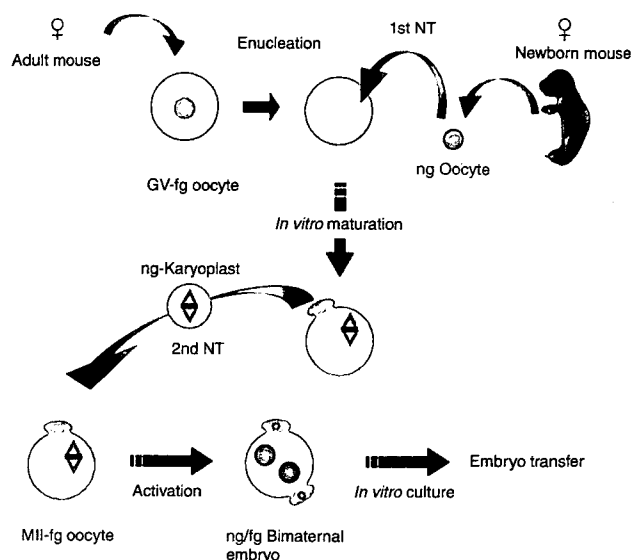 ♀
Adult mouse
Enucleation
1st NT
♀
Newborn mouse
GV-fg oocyte
ng Oocyte
In vitro maturation
ng-Karyoplast
2nd NT
Activation
In vitro culture
Embryo transfer
MII-fg oocyte
ng/fg Bimaternal
embryo